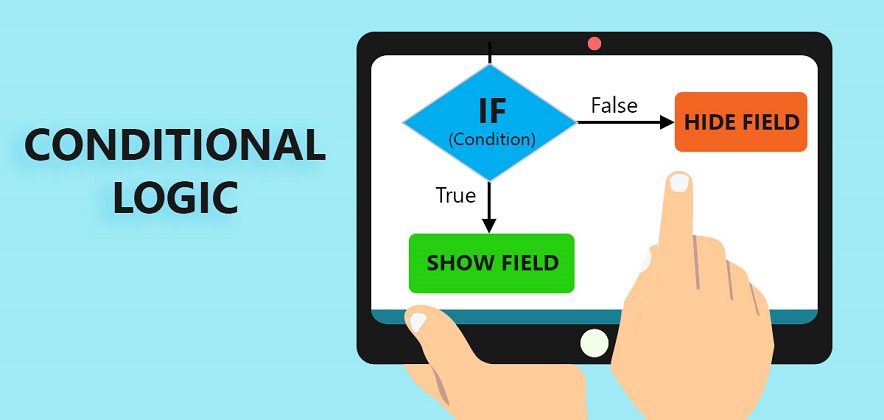 CONDITIONAL
LOGIC
IF
(Condition)
False
HIDE FIELD
True
SHOW FIELD